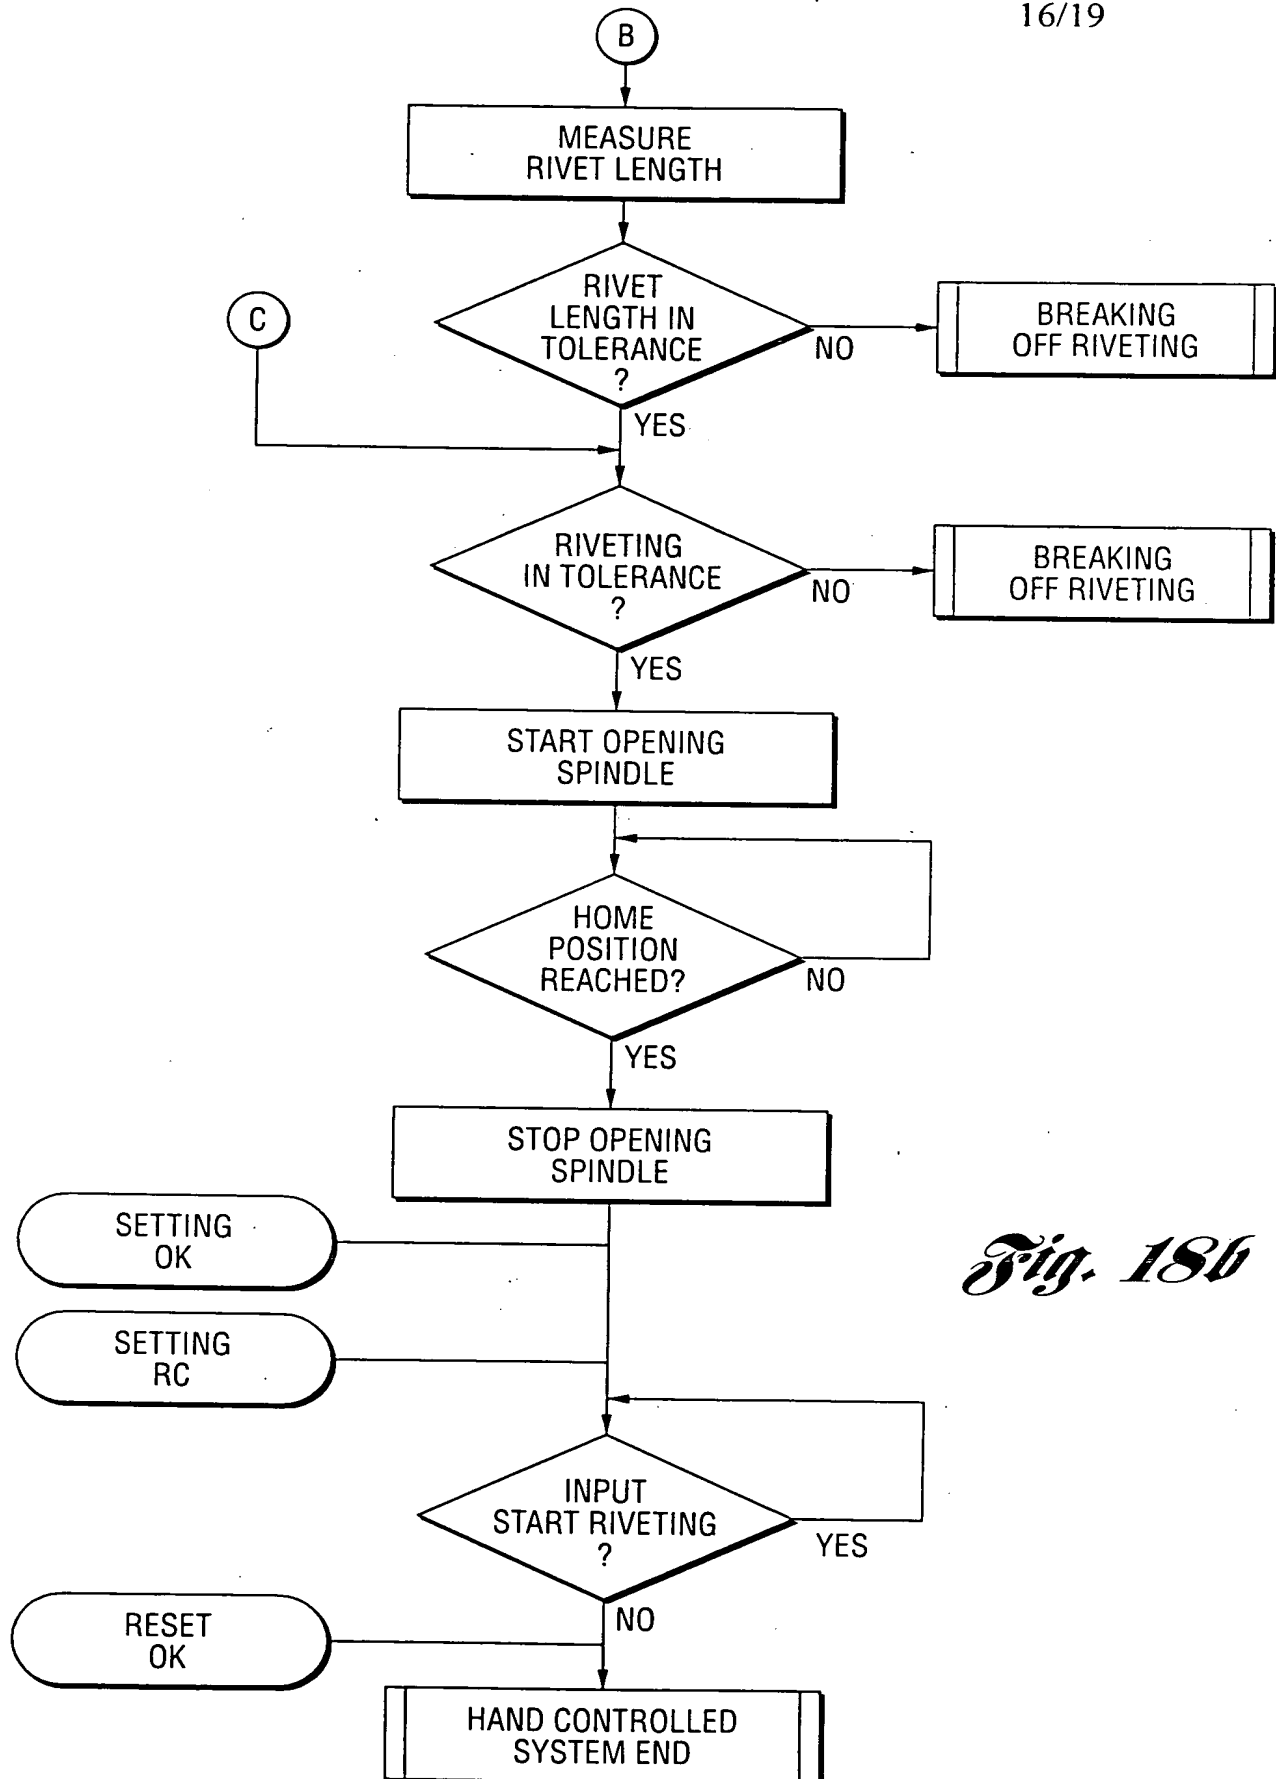 16/19
B
MEASURE
RIVET LENGTH
RIVET
LENGTH IN
TOLERANCE
?
NO
BREAKING
OFF RIVETING
C
YES
RIVETING
IN TOLERANCE
?
NO
BREAKING
OFF RIVETING
YES
START OPENING
SPINDLE
HOME
POSITION
REACHED?
NO
YES
STOP OPENING
SPINDLE
SETTING
OK
SETTING
RC
Fig. 18b
INPUT
START RIVETING
?
YES
NO
RESET
OK
HAND CONTROLLED
SYSTEM END